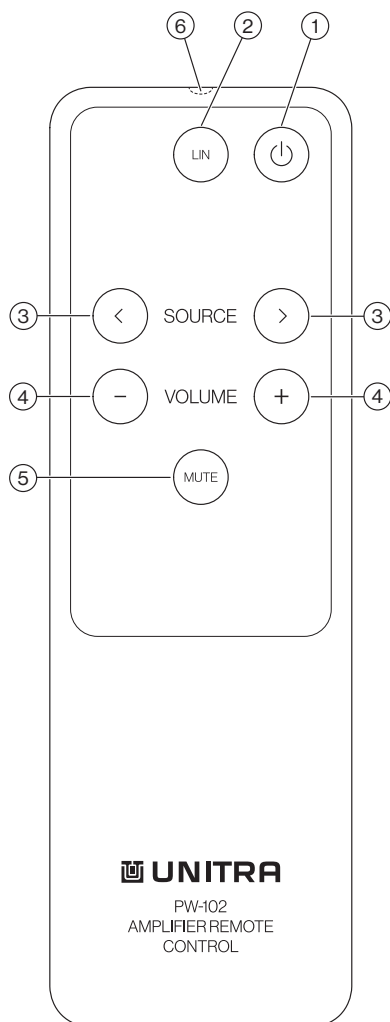 6 2 1
LIN
3 < SOURCE > 3
4 − VOLUME + 4
5 MUTE
UNITRA
PW-102
AMPLIFIER REMOTE
CONTROL